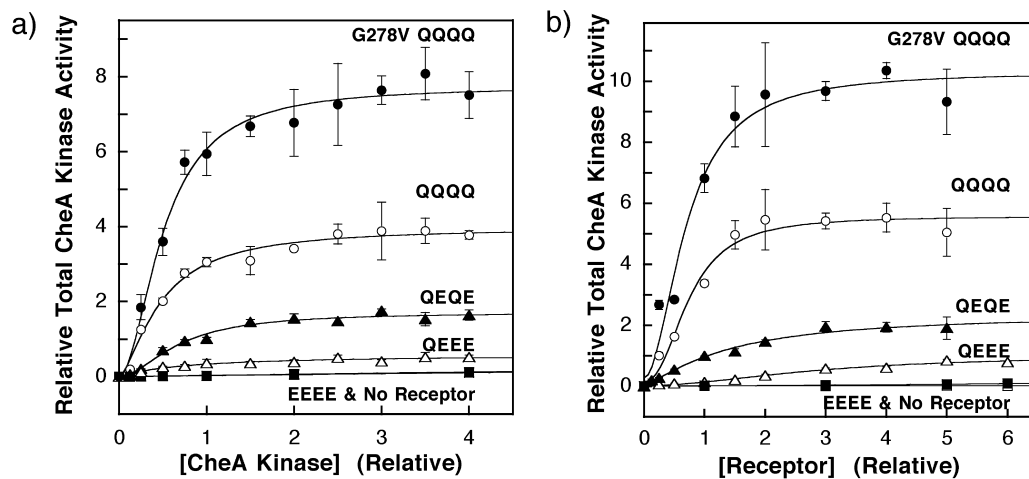 a)
Relative Total CheA Kinase Activity
8
6
4
2
0
G278V QQQQ
QQQQ
QEQE
QEEE
EEEE & No Receptor
0 1 2 3 4
[CheA Kinase] (Relative)
b)
Relative Total CheA Kinase Activity
10
8
6
4
2
0
G278V QQQQ
QQQQ
QEQE
QEEE
EEEE & No Receptor
0 1 2 3 4 5 6
[Receptor] (Relative)